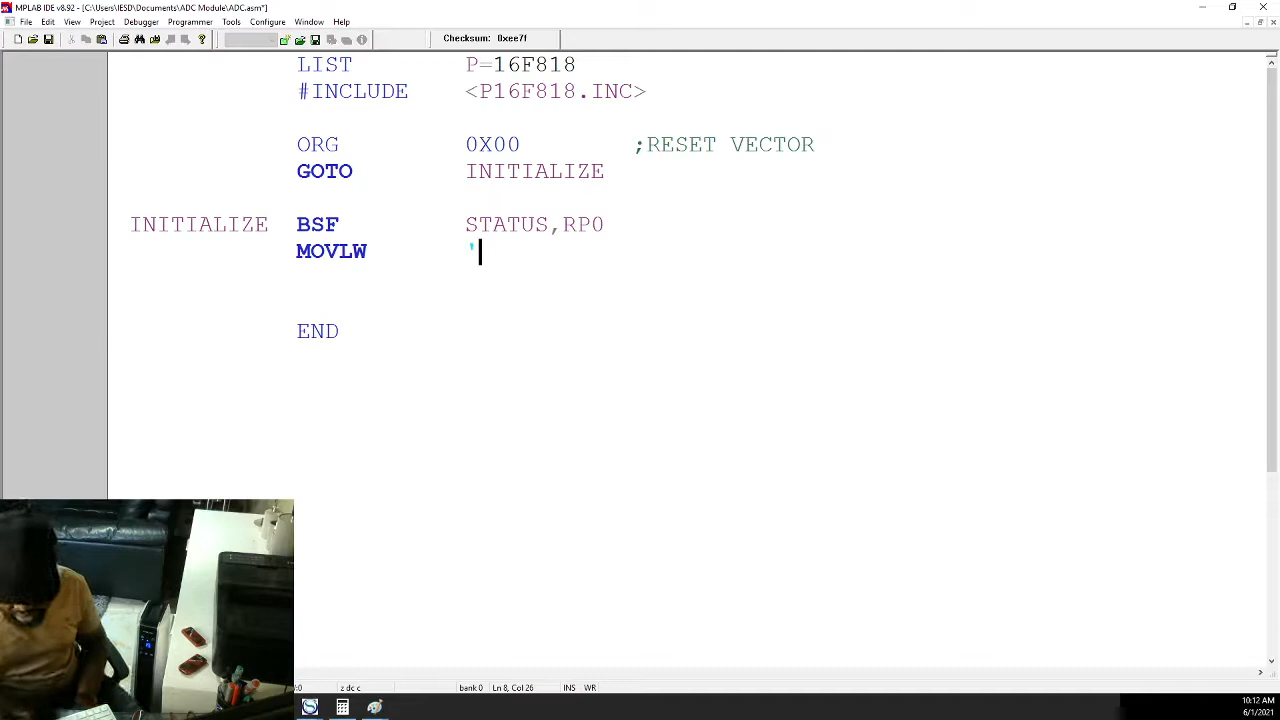 MPLAB IDE v8.92 - [C:\Users\IESD\Documents\ADC Module\ADC.asm*]
File Edit View Project Debugger Programmer Tools Configure Window Help
Checksum: 0xee7f
LIST P=16F818
#INCLUDE <P16F818.INC>
ORG 0X00 ;RESET VECTOR
GOTO INITIALIZE
INITIALIZE BSF STATUS,RP0
MOVLW '
END
z dc c bank 0 Ln 8, Col 26 INS WR
10:12 AM
6/1/2021